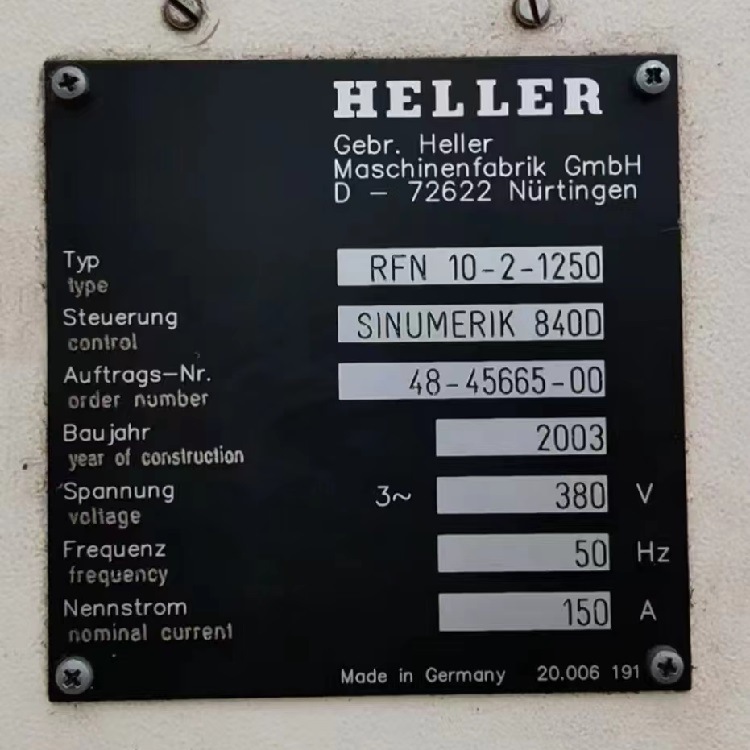 HELLER
Gebr. Heller
Maschinenfabrik GmbH
D – 72622 Nürtingen
Typ RFN 10-2-1250
type
Steuerung SINUMERIK 840D
control
Auftrags-Nr. 48-45665-00
order number
Baujahr 2003
year of construction
Spannung 3~ 380 V
voltage
Frequenz 50 Hz
frequency
Nennstrom 150 A
nominal current
Made in Germany 20.006 191